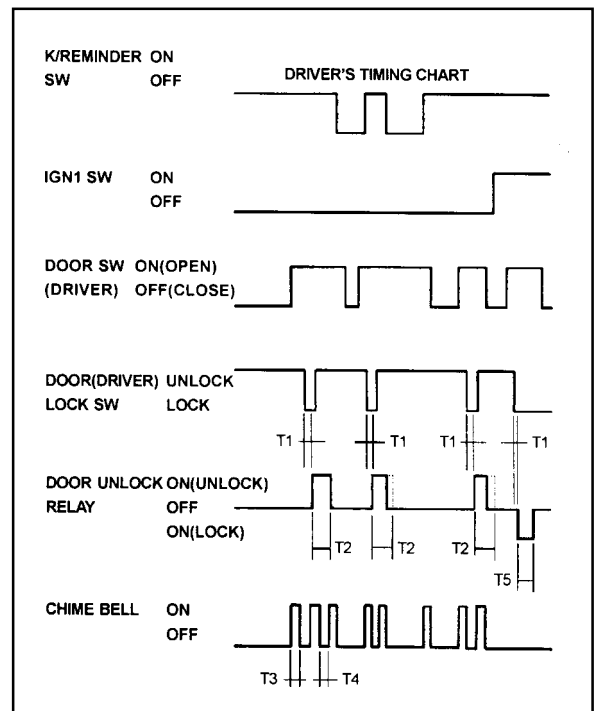 K/REMINDER ON
SW OFF
DRIVER'S TIMING CHART
IGN1 SW ON
OFF
DOOR SW ON(OPEN)
(DRIVER) OFF(CLOSE)
DOOR(DRIVER) UNLOCK
LOCK SW LOCK
T1 T1 T1 T1
DOOR UNLOCK ON(UNLOCK)
RELAY OFF
ON(LOCK)
T2 T2 T2
T5
CHIME BELL ON
OFF
T3 T4